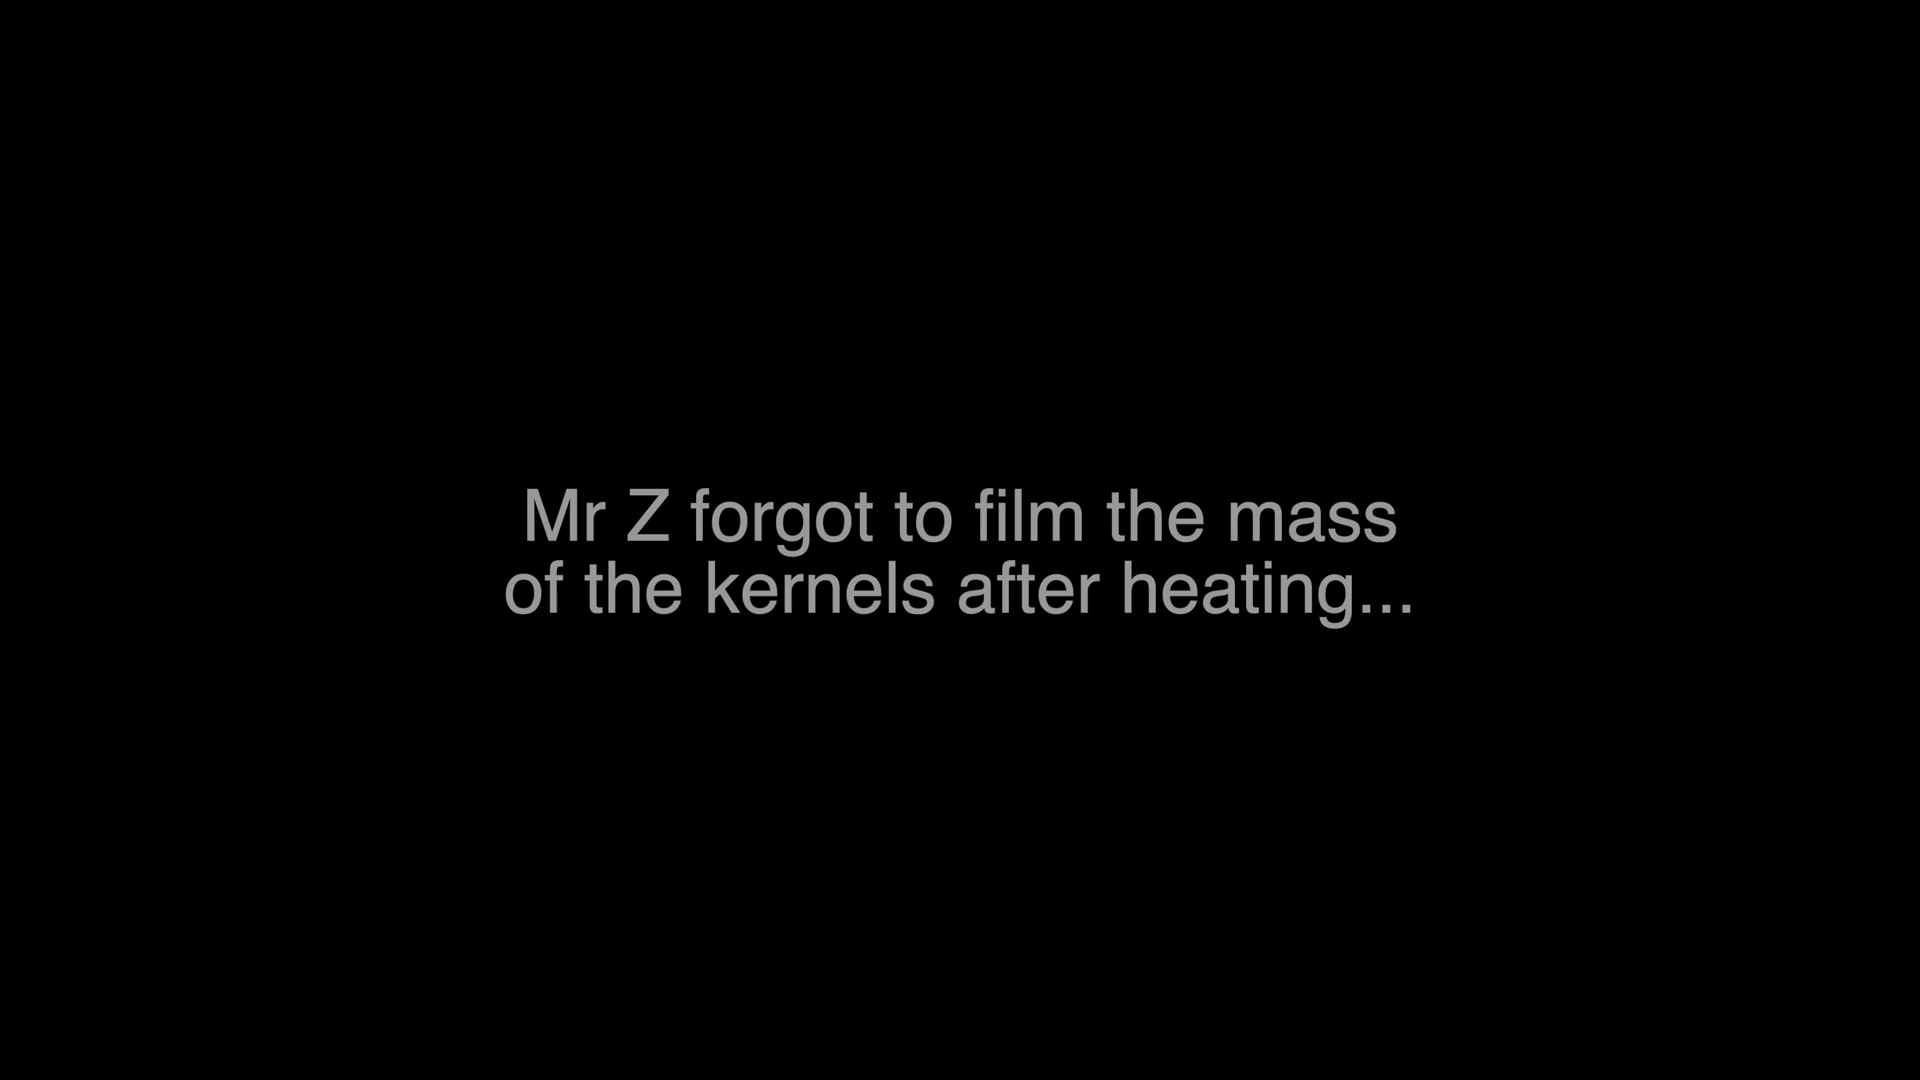 Mr Z forgot to film the mass
of the kernels after heating...